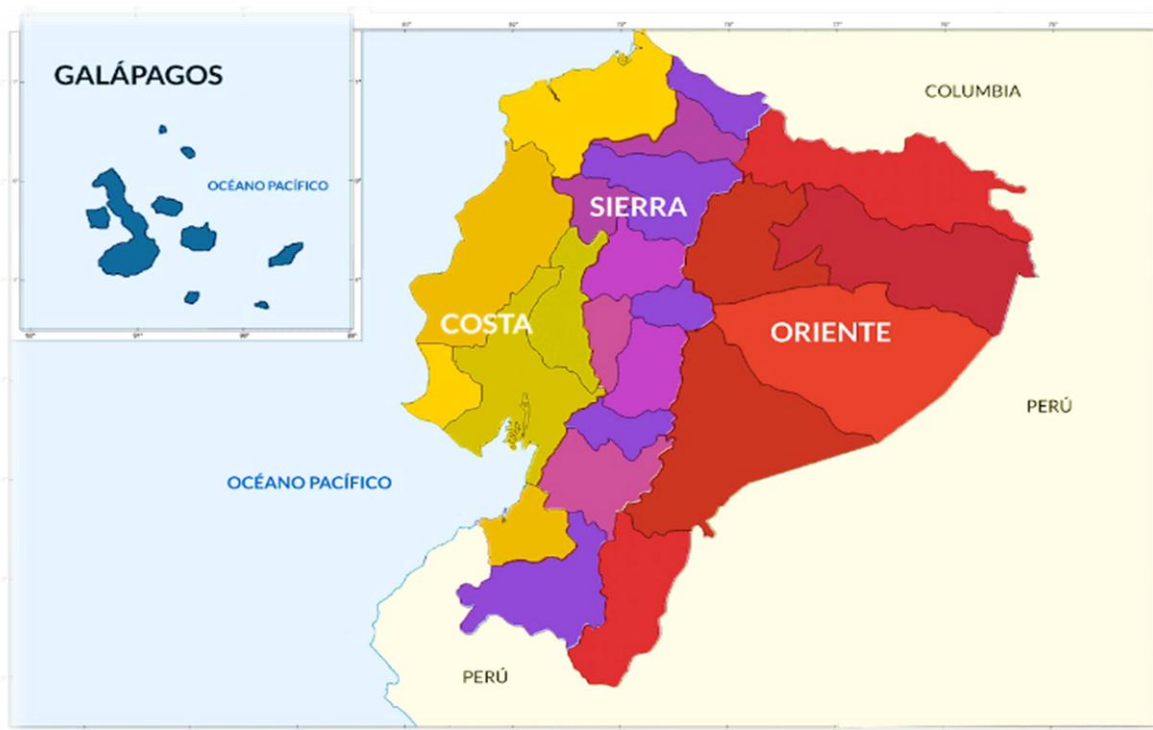 GALÁPAGOS
OCÉANO PACÍFICO
COLUMBIA
SIERRA
COSTA
ORIENTE
PERÚ
OCÉANO PACÍFICO
PERÚ